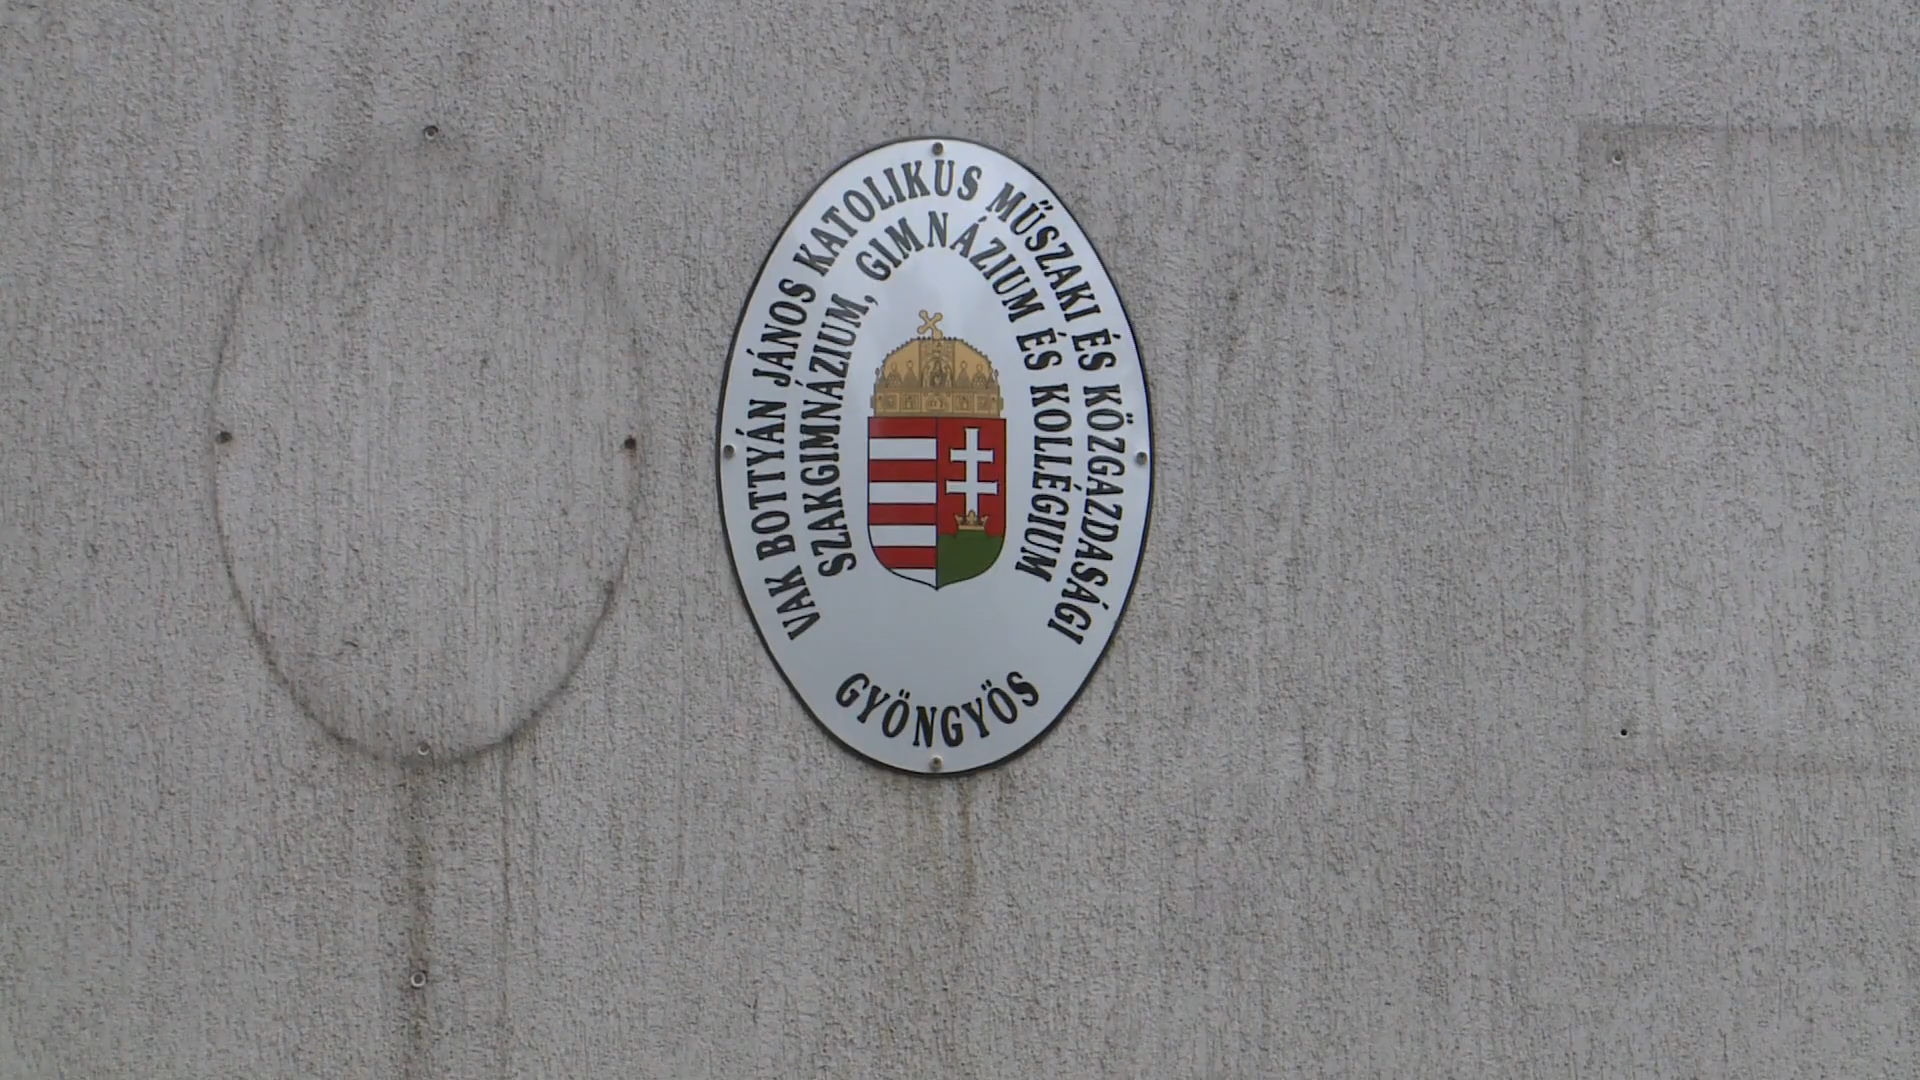 VAK BOTTYÁN JÁNOS KATOLIKUS MŰSZAKI ÉS KÖZGAZDASÁGI
SZAKGIMNÁZIUM, GIMNÁZIUM ÉS KOLLÉGIUM
GYÖNGYÖS